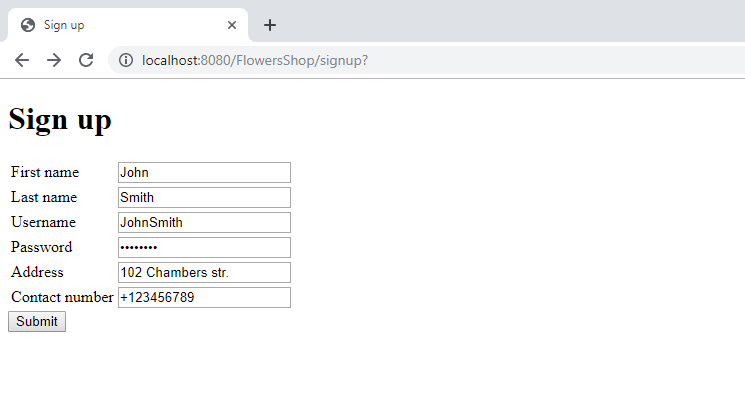 Sign up
localhost:8080/FlowersShop/signup?
Sign up
First name John
Last name Smith
Username JohnSmith
Password ••••••••
Address 102 Chambers str.
Contact number +123456789
Submit